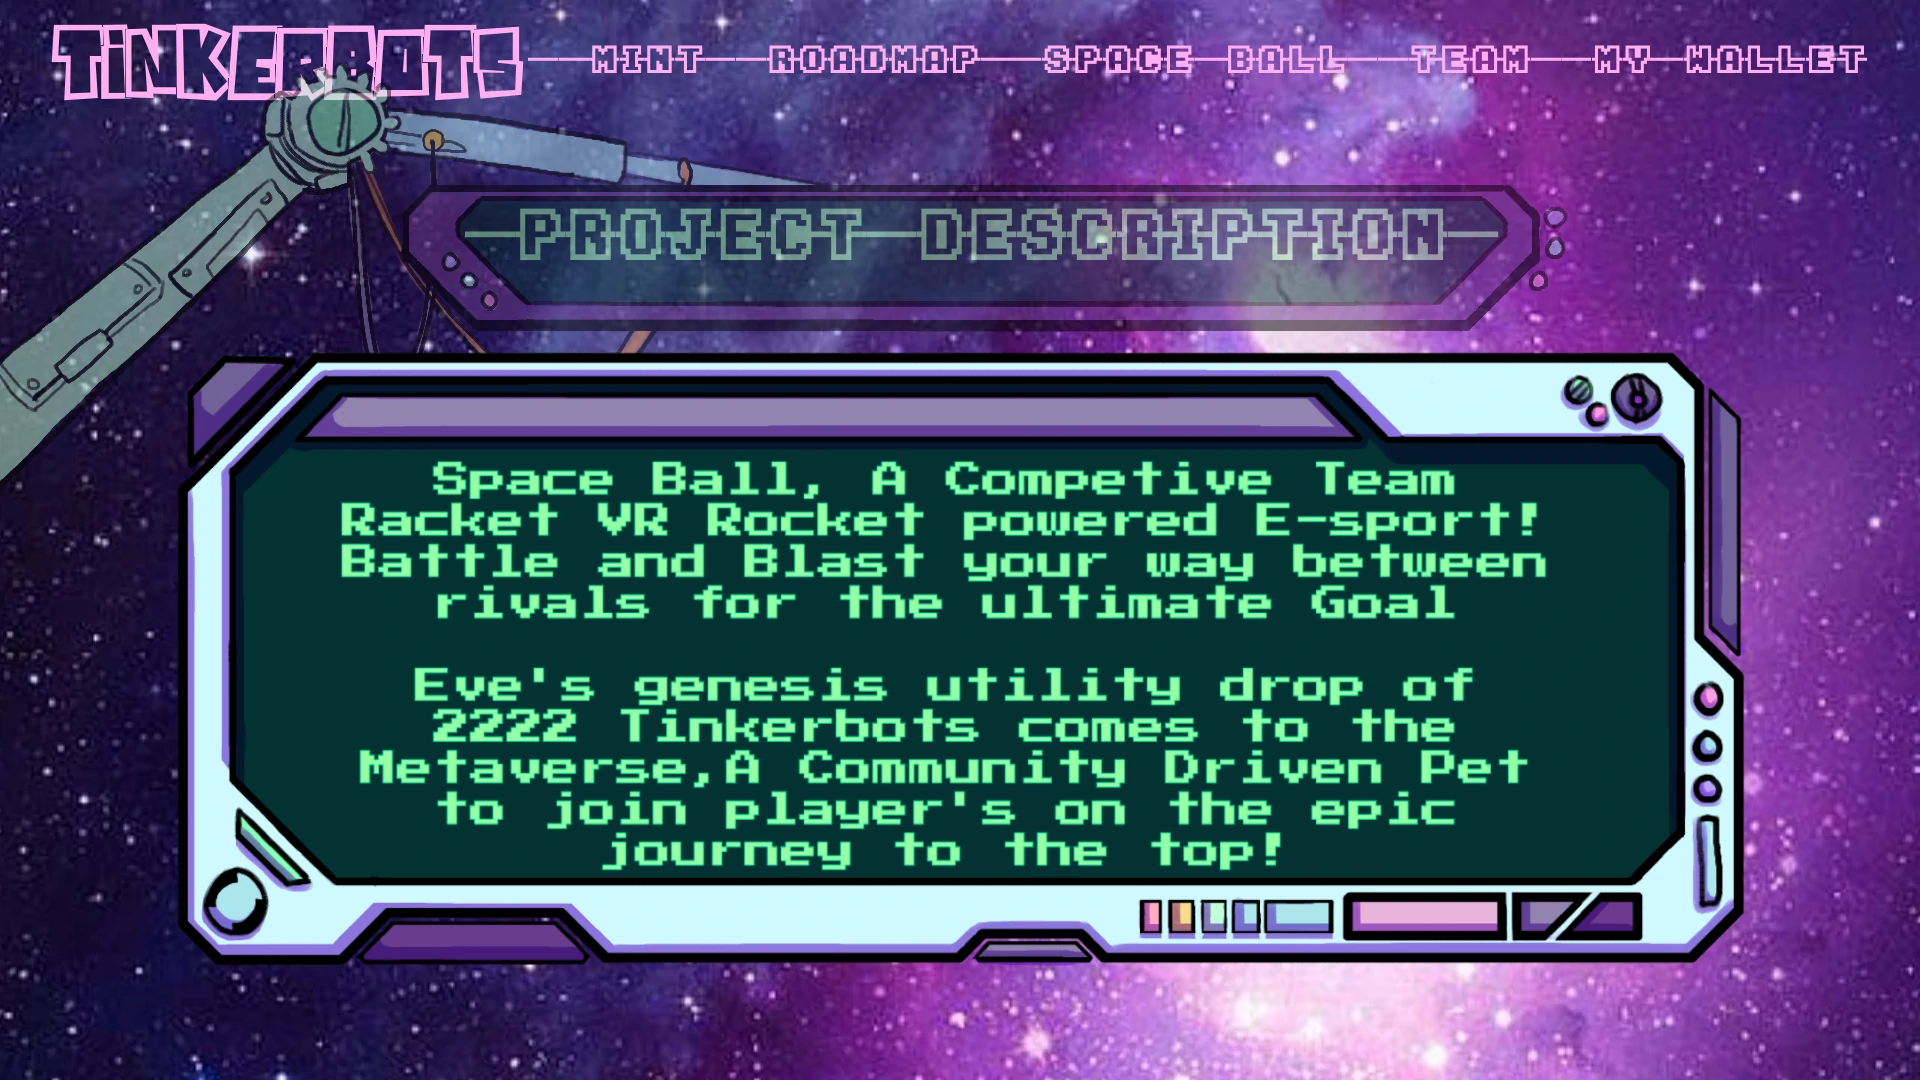 TINKERBOTS
MINT ROADMAP SPACE BALL TEAM MY WALLET
PROJECT DESCRIPTION
Space Ball, A Competive Team
Racket VR Rocket powered E-sport!
Battle and Blast your way between
rivals for the ultimate Goal
Eve's genesis utility drop of
2222 Tinkerbots comes to the
Metaverse,A Community Driven Pet
to join player's on the epic
journey to the top!